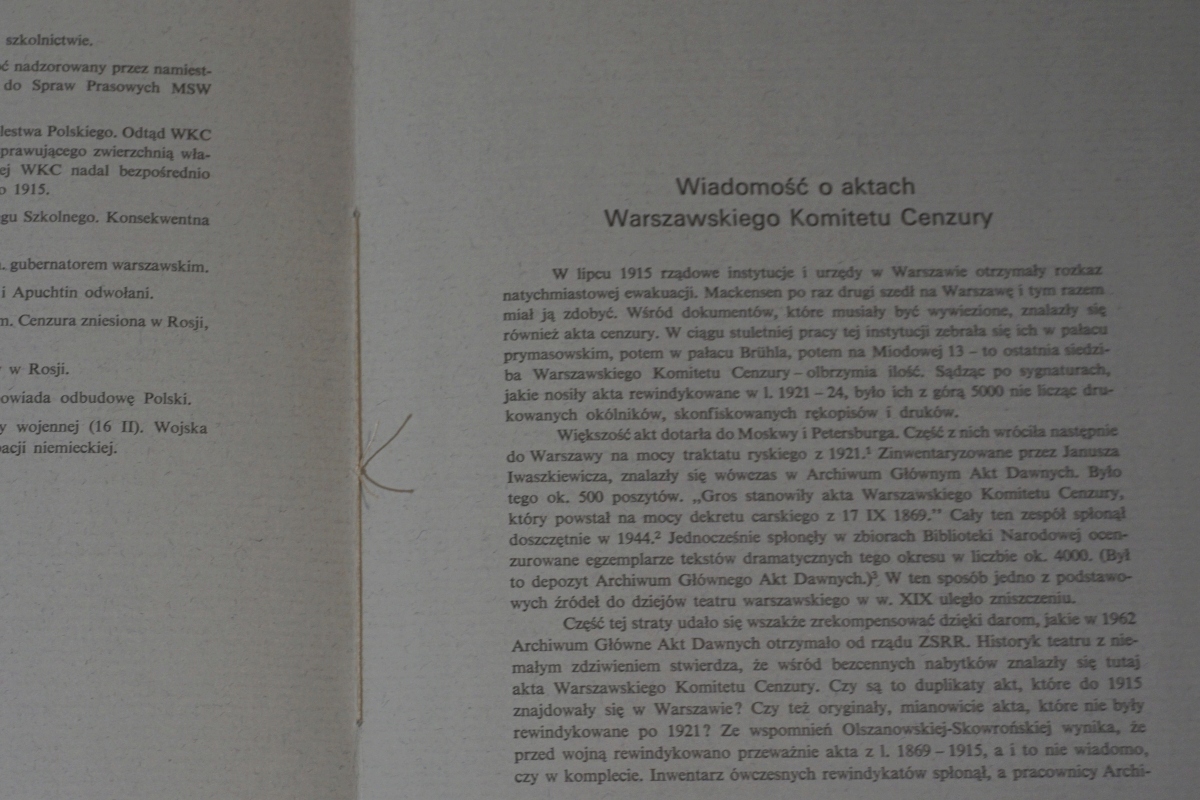 szkolnictwie.
ć nadzorowany przez namiest-
do Spraw Prasowych MSW
lestwa Polskiego. Odtąd WKC
prawującego zwierzchnią wła-
ej WKC nadal bezpośrednio
o 1915.
gu Szkolnego. Konsekwentna
. gubernatorem warszawskim.
i Apuchtin odwołani.
m. Cenzura zniesiona w Rosji,
w Rosji.
owiada odbudowę Polski.
y wojennej (16 II). Wojska
acji niemieckiej.
Wiadomość o aktach
Warszawskiego Komitetu Cenzury
W lipcu 1915 rządowe instytucje i urzędy w Warszawie otrzymały rozkaz
natychmiastowej ewakuacji. Mackensen po raz drugi szedł na Warszawę i tym razem
miał ją zdobyć. Wśród dokumentów, które musiały być wywiezione, znalazły się
również akta cenzury. W ciągu stuletniej pracy tej instytucji zebrała się ich w pałacu
prymasowskim, potem w pałacu Brühla, potem na Miodowej 13 – to ostatnia siedzi-
ba Warszawskiego Komitetu Cenzury – olbrzymia ilość. Sądząc po sygnaturach,
jakie nosiły akta rewindykowane w l. 1921 – 24, było ich z górą 5000 nie licząc dru-
kowanych okólników, skonfiskowanych rękopisów i druków.
Większość akt dotarła do Moskwy i Petersburga. Część z nich wróciła następnie
do Warszawy na mocy traktatu ryskiego z 1921.¹ Zinwentaryzowane przez Janusza
Iwaszkiewicza, znalazły się wówczas w Archiwum Głównym Akt Dawnych. Było
tego ok. 500 poszytów. „Gros stanowiły akta Warszawskiego Komitetu Cenzury,
który powstał na mocy dekretu carskiego z 17 IX 1869.” Cały ten zespół spłonął
doszczętnie w 1944.² Jednocześnie spłonęły w zbiorach Biblioteki Narodowej ocen-
zurowane egzemplarze tekstów dramatycznych tego okresu w liczbie ok. 4000. (Był
to depozyt Archiwum Głównego Akt Dawnych.)³ W ten sposób jedno z podstawo-
wych źródeł do dziejów teatru warszawskiego w w. XIX uległo zniszczeniu.
Część tej straty udało się wszakże zrekompensować dzięki darom, jakie w 1962
Archiwum Główne Akt Dawnych otrzymało od rządu ZSRR. Historyk teatru z nie-
małym zdziwieniem stwierdza, że wśród bezcennych nabytków znalazły się tutaj
akta Warszawskiego Komitetu Cenzury. Czy są to duplikaty akt, które do 1915
znajdowały się w Warszawie? Czy też oryginały, mianowicie akta, które nie były
rewindykowane po 1921? Ze wspomnień Olszanowskiej-Skowrońskiej wynika, że
przed wojną rewindykowano przeważnie akta z l. 1869 – 1915, a i to nie wiadomo,
czy w komplecie. Inwentarz ówczesnych rewindykatów spłonął, a pracownicy Archi-